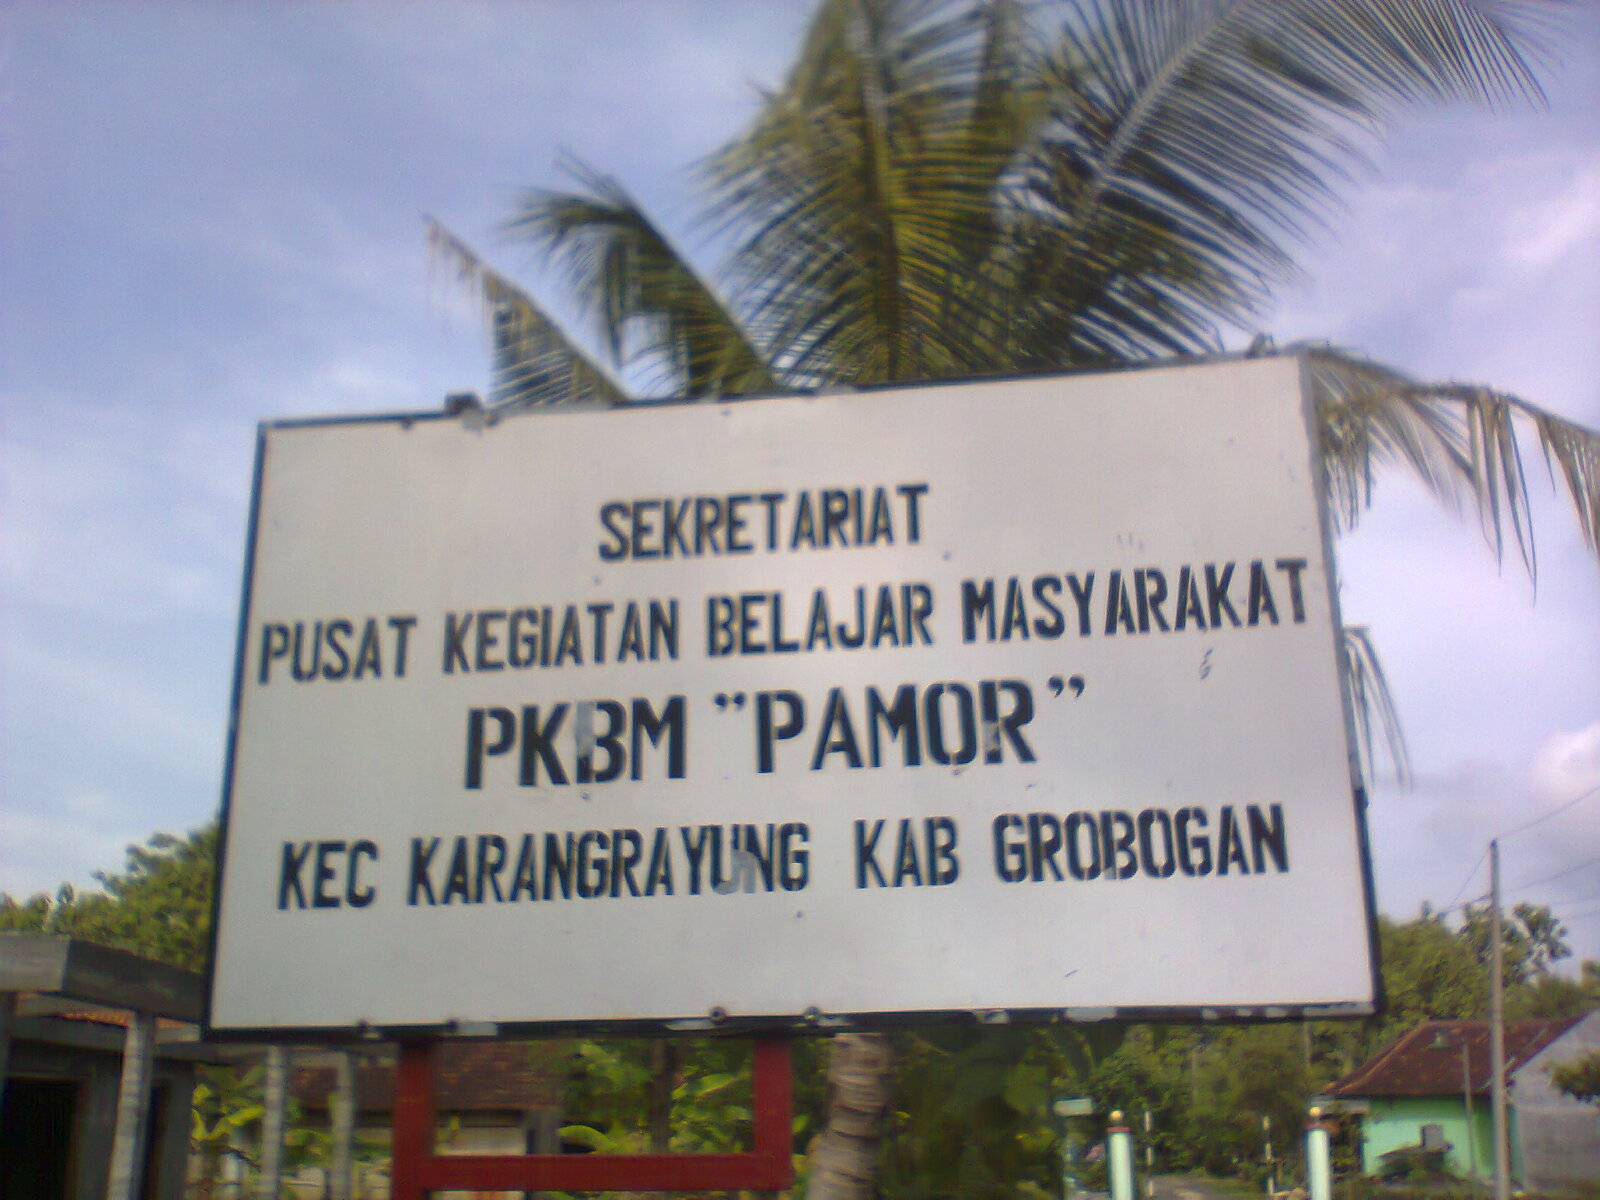 SEKRETARIAT
PUSAT KEGIATAN BELAJAR MASYARAKAT
PKBM "PAMOR"
KEC KARANGRAYUNG KAB GROBOGAN